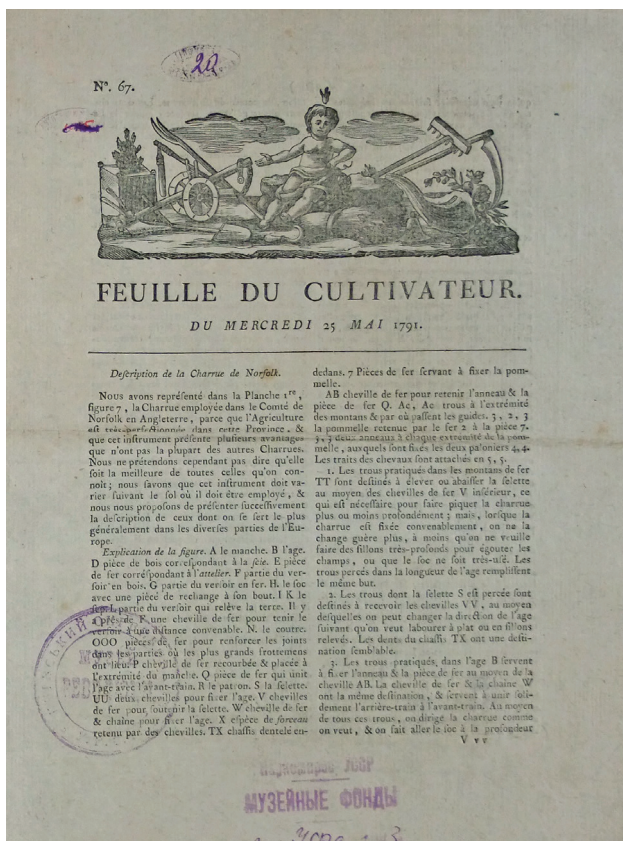 20
Nº. 67.
FEUILLE DU CULTIVATEUR.
DU MERCREDI 25 MAI 1791.
Deſcription de la Charrue de Norfolk.
Nous avons repréſenté dans la Planche 1re,
figure 7, la Charrue employée dans le Comté de
Norfolk en Angleterre, parce que l'Agriculture
eſt très-perfectionnée dans cette Province, &
que cet inſtrument préſente pluſieurs avantages
que n'ont pas la plupart des autres Charrues.
Nous ne prétendons cependant pas dire qu'elle
ſoit la meilleure de toutes celles qu'on con-
noît; nous ſavons que cet inſtrument doit va-
rier ſuivant le ſol où il doit être employé, &
nous nous propoſons de préſenter ſucceſſivement
la deſcription de ceux dont on ſe ſert le plus
généralement dans les diverſes parties de l'Eu-
rope.
Explication de la figure. A le manche. B l'age.
D pièce de bois correſpondant à la ſcie. E pièce
de fer correſpondant à l'attelier. F partie du ver-
ſoir en bois. G partie du verſoir en fer. H. le ſoc
avec une pièce de rechange à ſon bout. I K le
ſep. L partie du verſoir qui relève la terre. Il y
a près de F une cheville de fer pour tenir le
verſoir à une diſtance convenable. N. le coutre.
OOO pièces de fer pour renforcer les joints
dans les parties où les plus grands frottemens
ont lieu. P cheville de fer recourbée & placée à
l'extrémité du manche. Q pièce de fer qui unit
l'age avec l'avant-train. R le patron. S la ſelette.
UU deux chevilles pour fixer l'age. V chevilles
de fer pour ſoutenir la ſelette. W cheville de fer
& chaîne pour fixer l'age. X eſpèce de forceau
retenu par des chevilles. TX chaſſis dentelé en-
dedans. 7 Pièces de fer ſervant à fixer la pom-
melle.
AB cheville de fer pour retenir l'anneau & la
pièce de fer Q. Ac, Ac trous à l'extrémité
des montans & par où paſſent les guides. 3, 2, 3
la pommelle retenue par le fer 2 à la pièce 7.
3, 3 deux anneaux à chaque extrémité de la pom-
melle, auxquels ſont fixés les deux palonniers 4, 4.
Les traits des chevaux ſont attachés en 5, 5.
1. Les trous pratiqués dans les montans de fer
TT ſont deſtinés à élever ou abaiſſer la ſelette
au moyen des chevilles de fer V inférieur, ce
qui eſt néceſſaire pour faire piquer la charrue
plus ou moins profondément; mais, lorſque la
charrue eſt fixée convenablement, on ne la
change guère plus, à moins qu'on ne veuille
faire des ſillons très-profonds pour égoutter les
champs, ou que le ſoc ne ſoit très-uſé. Les
trous percés dans la longueur de l'age rempliſſent
le même but.
2. Les trous dont la ſelette S eſt percée ſont
deſtinés à recevoir les chevilles VV, au moyen
deſquelles on peut changer la direction de l'age
ſuivant qu'on veut labourer à plat ou en ſillons
relevés. Les dents du chaſſis TX ont une deſti-
nation ſemblable.
3. Les trous pratiqués dans l'age B ſervent
à fixer l'anneau & la pièce de fer au moyen de la
cheville AB. La cheville de fer & la chaîne W
ont la même deſtination, & ſervent à unir ſoli-
dement l'arrière-train à l'avant-train. Au moyen
de tous ces trous, on dirige la charrue comme
on veut, & on fait aller le ſoc à la profondeur
V v v
МУЗЕЙНЫЕ ФОНДЫ